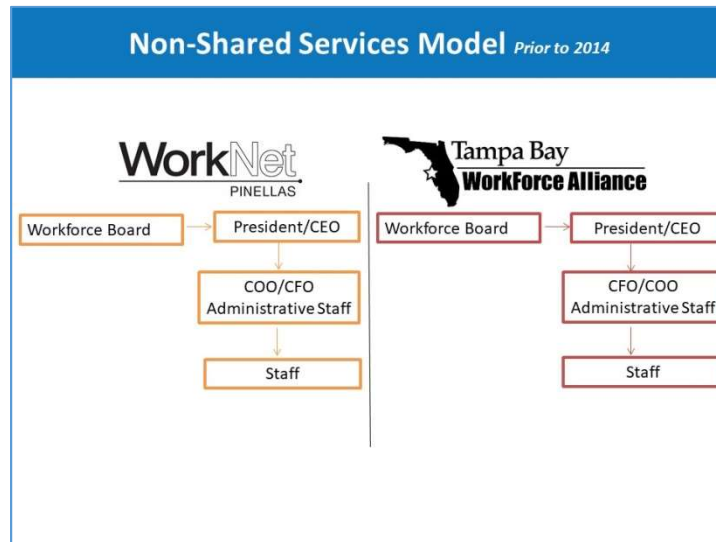 Non-Shared Services Model Prior to 2014
WorkNet
PINELLAS
Workforce Board
President/CEO
COO/CFO
Administrative Staff
Staff
Tampa Bay
WorkForce Alliance
Workforce Board
President/CEO
CFO/COO
Administrative Staff
Staff